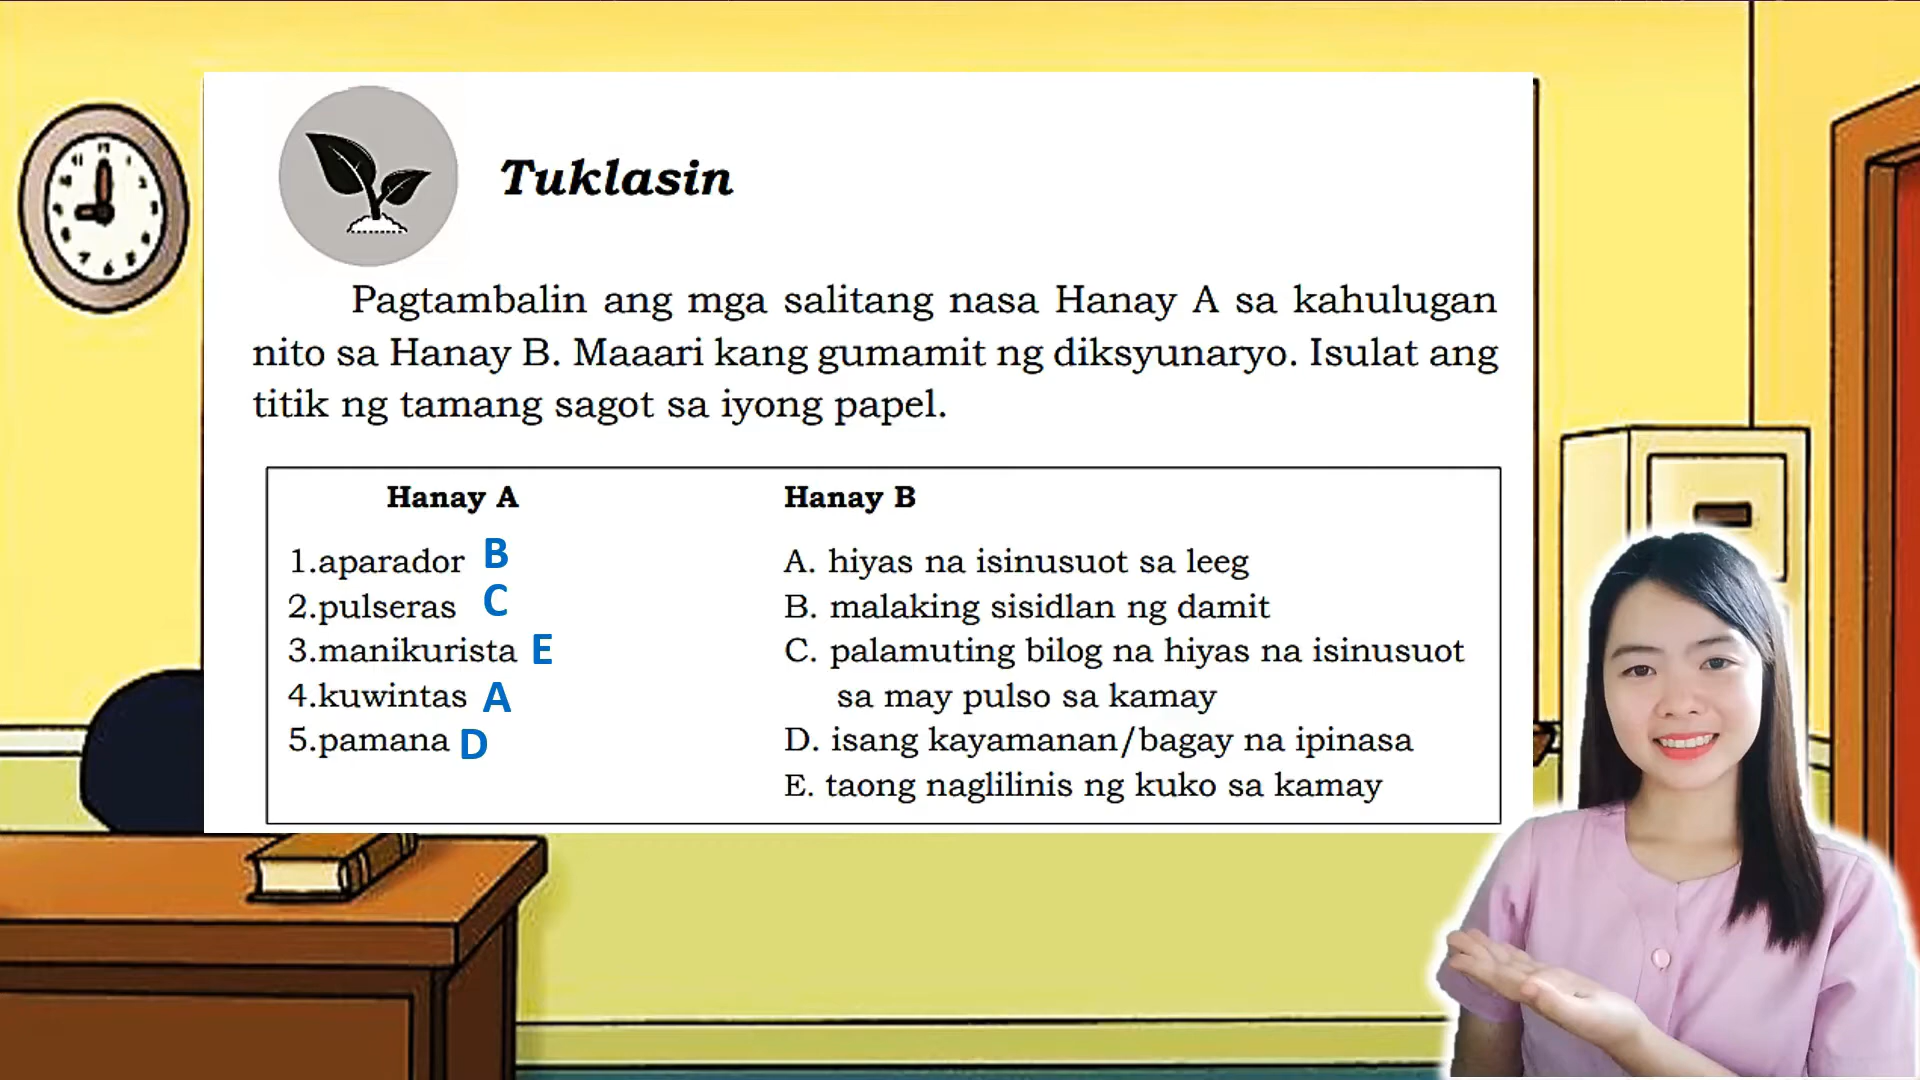 Tuklasin
Pagtambalin ang mga salitang nasa Hanay A sa kahulugan
nito sa Hanay B. Maaari kang gumamit ng diksyunaryo. Isulat ang
titik ng tamang sagot sa iyong papel.
Hanay A
1.aparador B
2.pulseras C
3.manikurista E
4.kuwintas A
5.pamana D
Hanay B
A. hiyas na isinusuot sa leeg
B. malaking sisidlan ng damit
C. palamuting bilog na hiyas na isinusuot
sa may pulso sa kamay
D. isang kayamanan/bagay na ipinasa
E. taong naglilinis ng kuko sa kamay